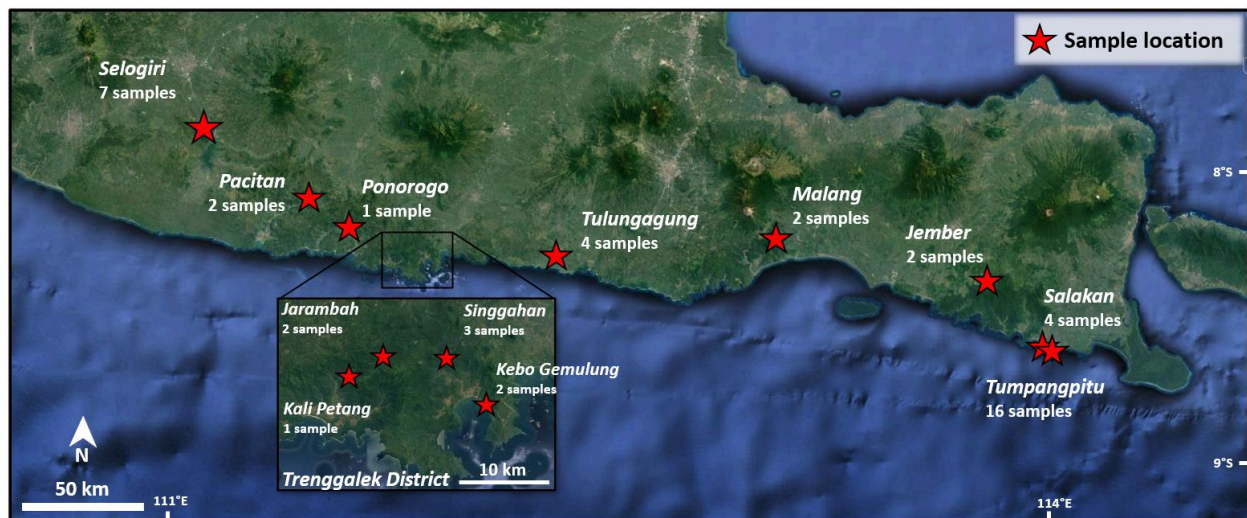 Sample location
Selogiri
7 samples
Pacitan
2 samples
Ponorogo
1 sample
Tulungagung
4 samples
Malang
2 samples
Jember
2 samples
Salakan
4 samples
Tumpangpitu
16 samples
8°S
9°S
Jarambah
2 samples
Singgahan
3 samples
Kebo Gemulung
2 samples
Kali Petang
1 sample
Trenggalek District
10 km
N
50 km
111°E
114°E